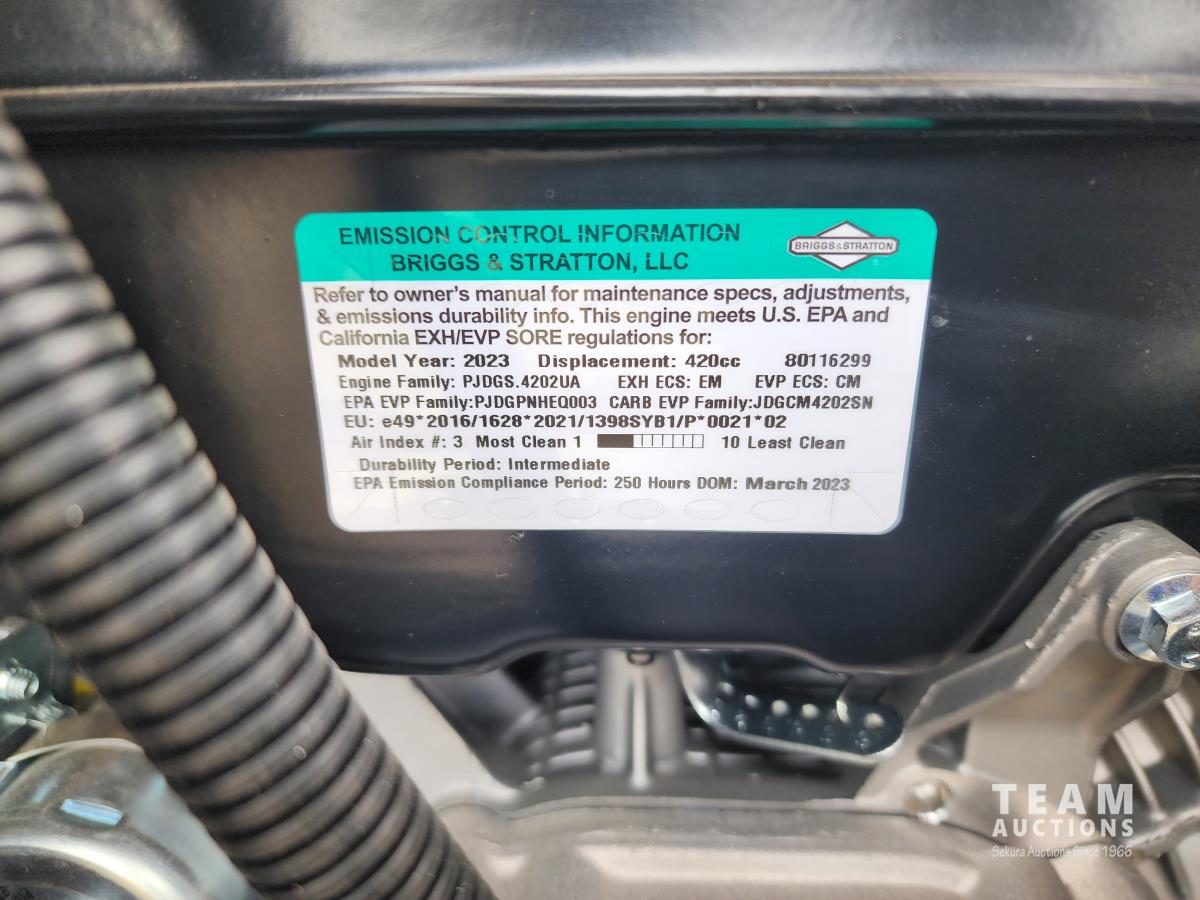 EMISSION CONTROL INFORMATION
BRIGGS & STRATTON, LLC
BRIGGS&STRATTON
®
Refer to owner's manual for maintenance specs, adjustments,
& emissions durability info. This engine meets U.S. EPA and
California EXH/EVP SORE regulations for:
Model Year: 2023 Displacement: 420cc 80116299
Engine Family: PJDGS.4202UA EXH ECS: EM EVP ECS: CM
EPA EVP Family:PJDGPNHEQ003 CARB EVP Family:JDGCM4202SN
EU: e49*2016/1628*2021/1398SYB1/P*0021*02
Air Index #: 3 Most Clean 1 10 Least Clean
Durability Period: Intermediate
EPA Emission Compliance Period: 250 Hours DOM: March 2023
TEAM
AUCTIONS
Sekura Auctions Since 1966